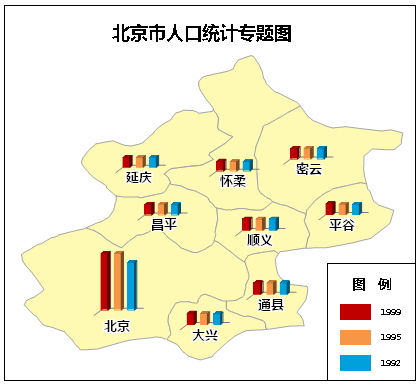 北京市人口统计专题图
密云
延庆
怀柔
昌平
顺义
平谷
通县
北京
大兴
图 例
1999
1995
1992